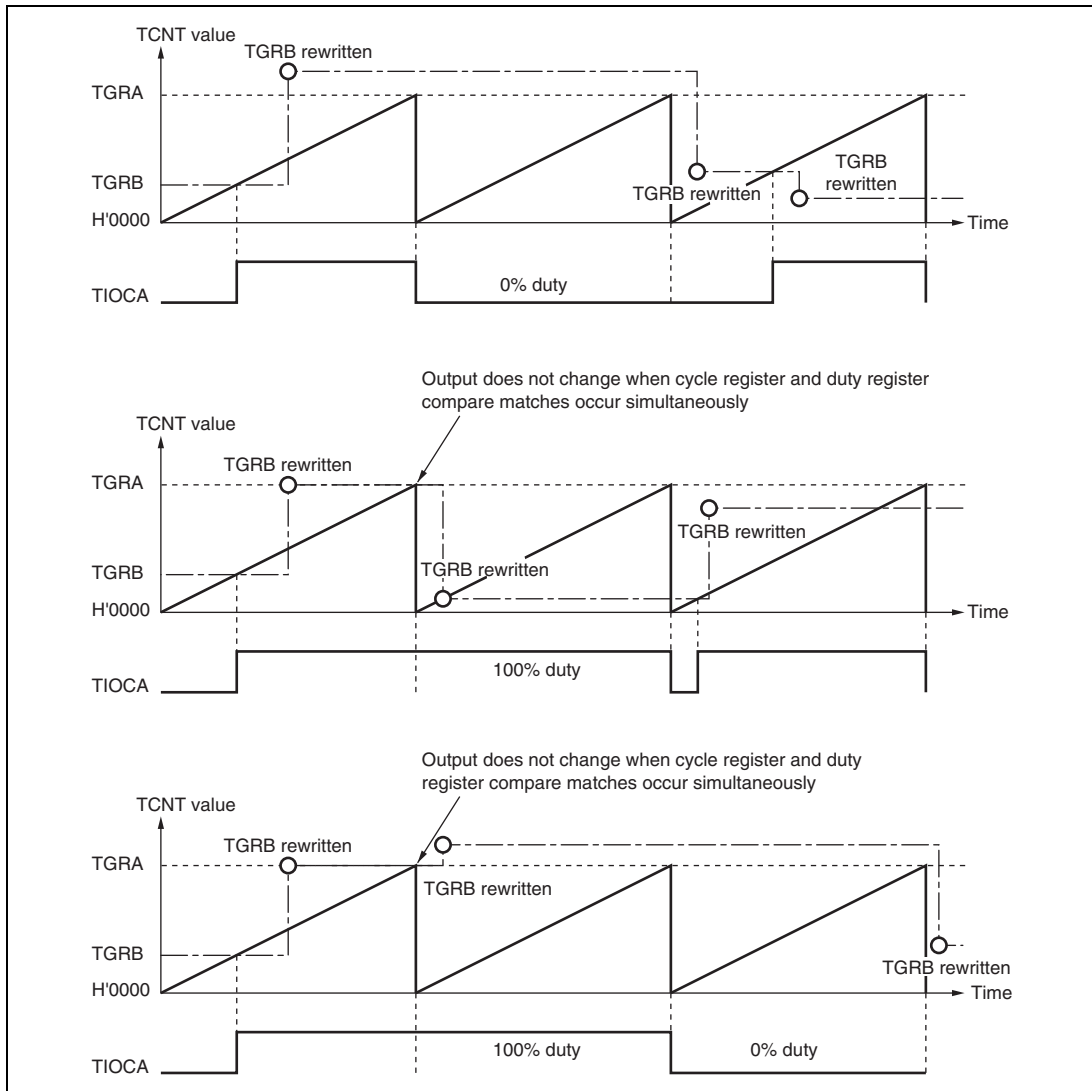 TCNT value
TGRB rewritten
TGRA
TGRB
rewritten
TGRB
TGRB rewritten
H'0000
Time
TIOCA
0% duty
Output does not change when cycle register and duty register
compare matches occur simultaneously
TCNT value
TGRB rewritten
TGRA
TGRB rewritten
TGRB
TGRB rewritten
H'0000
Time
TIOCA
100% duty
Output does not change when cycle register and duty
register compare matches occur simultaneously
TCNT value
TGRB rewritten
TGRA
TGRB rewritten
TGRB
TGRB rewritten
H'0000
Time
TIOCA
100% duty
0% duty